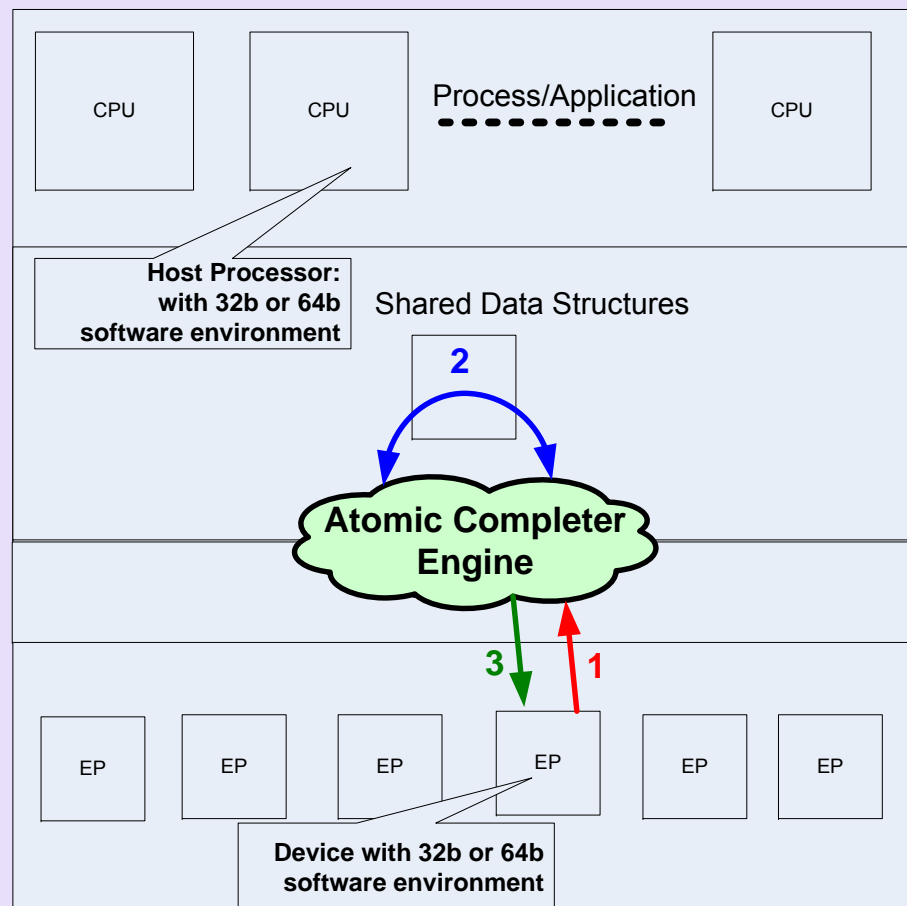 CPU
CPU
Process/Application
CPU
Host Processor:
with 32b or 64b
software environment
Shared Data Structures
2
Atomic Completer
Engine
3
1
EP
EP
EP
EP
EP
EP
Device with 32b or 64b
software environment